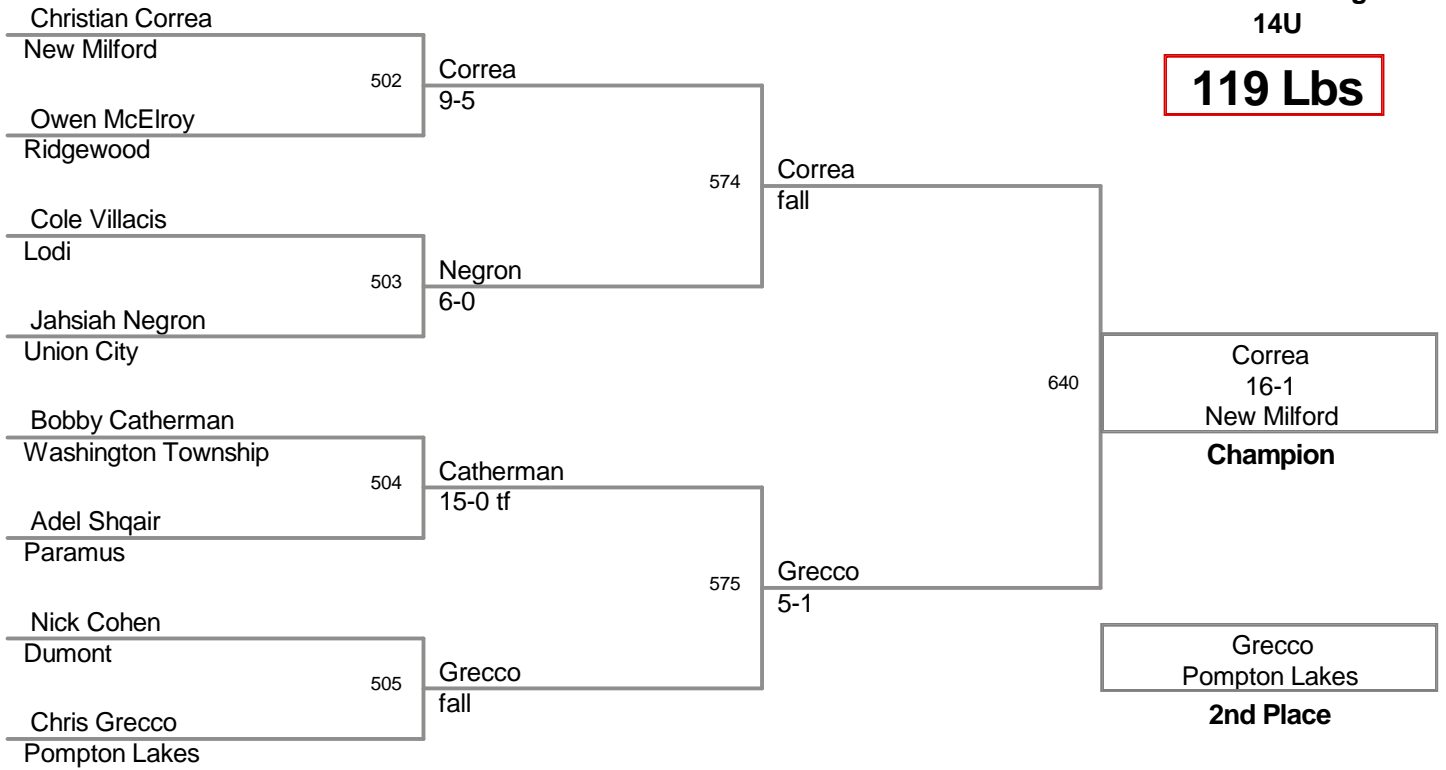 14U
119 Lbs
Christian Correa
New Milford
502
Owen McElroy
Ridgewood
Correa
9-5
Cole Villacis
Lodi
503
Jahsiah Negron
Union City
Negron
6-0
574
Correa
fall
Bobby Catherman
Washington Township
504
Adel Shqair
Paramus
Catherman
15-0 tf
Nick Cohen
Dumont
505
Chris Grecco
Pompton Lakes
Grecco
fall
575
Grecco
5-1
640
Correa
16-1
New Milford
Champion
Grecco
Pompton Lakes
2nd Place